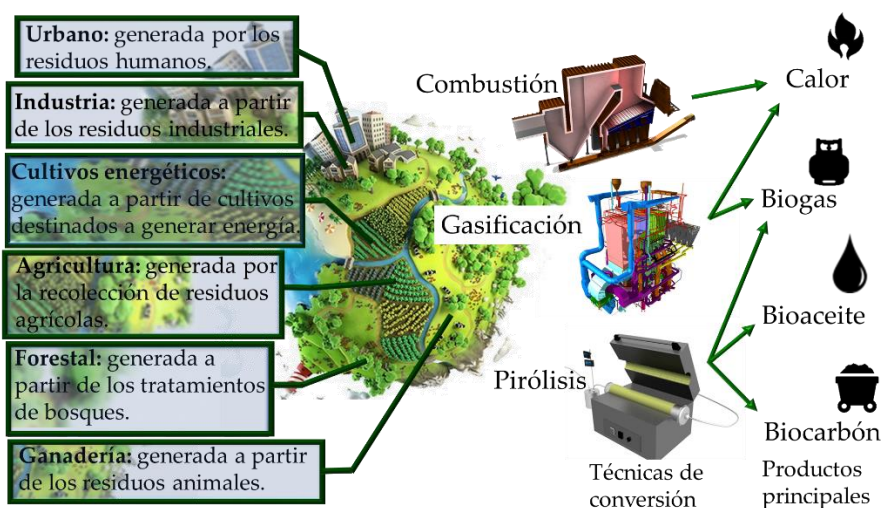 Urbano: generada por los
residuos humanos.
Industria: generada a partir
de los residuos industriales.
Cultivos energéticos:
generada a partir de cultivos
destinados a generar energía.
Agricultura: generada por
la recolección de residuos
agrícolas.
Forestal: generada a
partir de los tratamientos
de bosques.
Ganadería: generada a partir
de los residuos animales.
Combustión
Gasificación
Pirólisis
Técnicas de
conversión
Calor
Biogas
Bioaceite
Biocarbón
Productos
principales